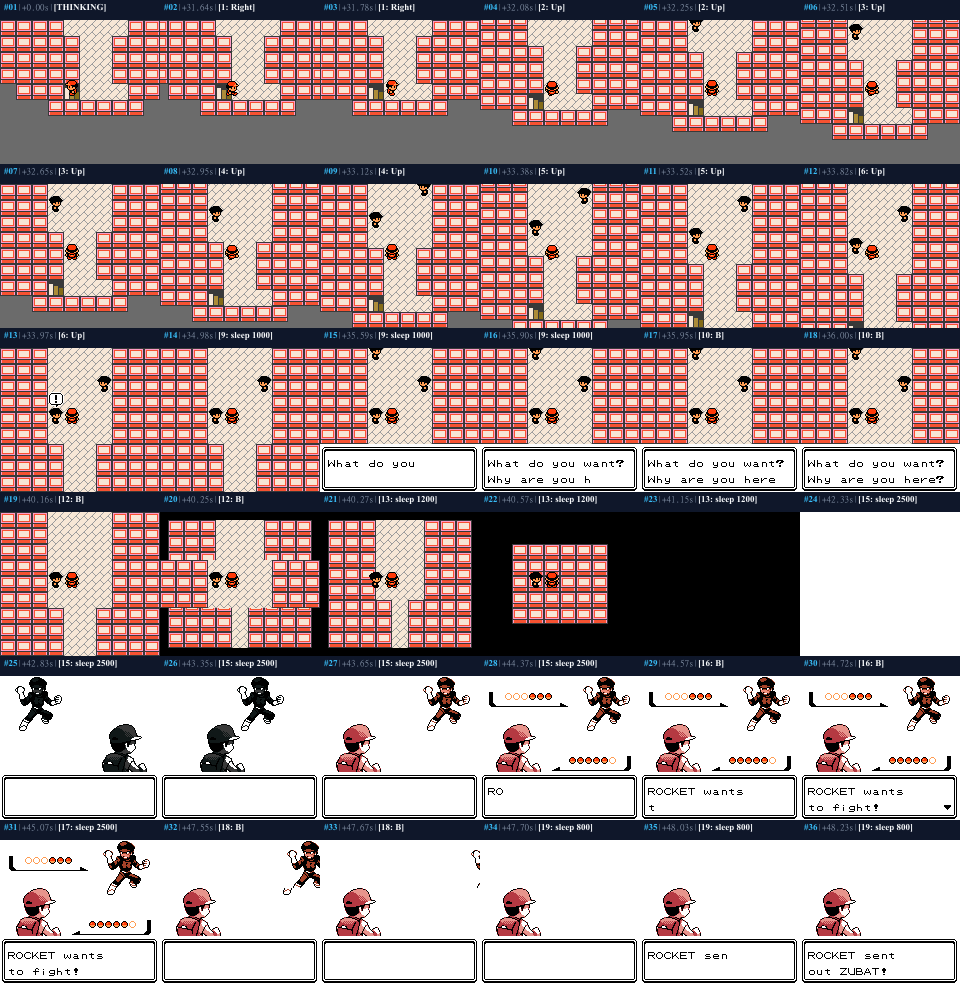 #01|+0.00s|[THINKING]
#02|+31.64s|[1: Right]
#03|+31.78s|[1: Right]
#04|+32.08s|[2: Up]
#05|+32.25s|[2: Up]
#06|+32.51s|[3: Up]
#07|+32.65s|[3: Up]
#08|+32.95s|[4: Up]
#09|+33.12s|[4: Up]
#10|+33.38s|[5: Up]
#11|+33.52s|[5: Up]
#12|+33.82s|[6: Up]
#13|+33.97s|[6: Up]
#14|+34.98s|[9: sleep 1000]
#15|+35.59s|[9: sleep 1000]
#16|+35.90s|[9: sleep 1000]
#17|+35.95s|[10: B]
#18|+36.00s|[10: B]
!
What do you
What do you want?
Why are you h
What do you want?
Why are you here
What do you want?
Why are you here?
#19|+40.16s|[12: B]
#20|+40.25s|[12: B]
#21|+40.27s|[13: sleep 1200]
#22|+40.57s|[13: sleep 1200]
#23|+41.15s|[13: sleep 1200]
#24|+42.33s|[15: sleep 2500]
#25|+42.83s|[15: sleep 2500]
#26|+43.35s|[15: sleep 2500]
#27|+43.65s|[15: sleep 2500]
#28|+44.37s|[15: sleep 2500]
#29|+44.57s|[16: B]
#30|+44.72s|[16: B]
RO
ROCKET wants
t
ROCKET wants
to fight!
#31|+45.07s|[17: sleep 2500]
#32|+47.55s|[18: B]
#33|+47.67s|[18: B]
#34|+47.70s|[19: sleep 800]
#35|+48.03s|[19: sleep 800]
#36|+48.23s|[19: sleep 800]
ROCKET wants
to fight!
ROCKET sen
ROCKET sent
out ZUBAT!